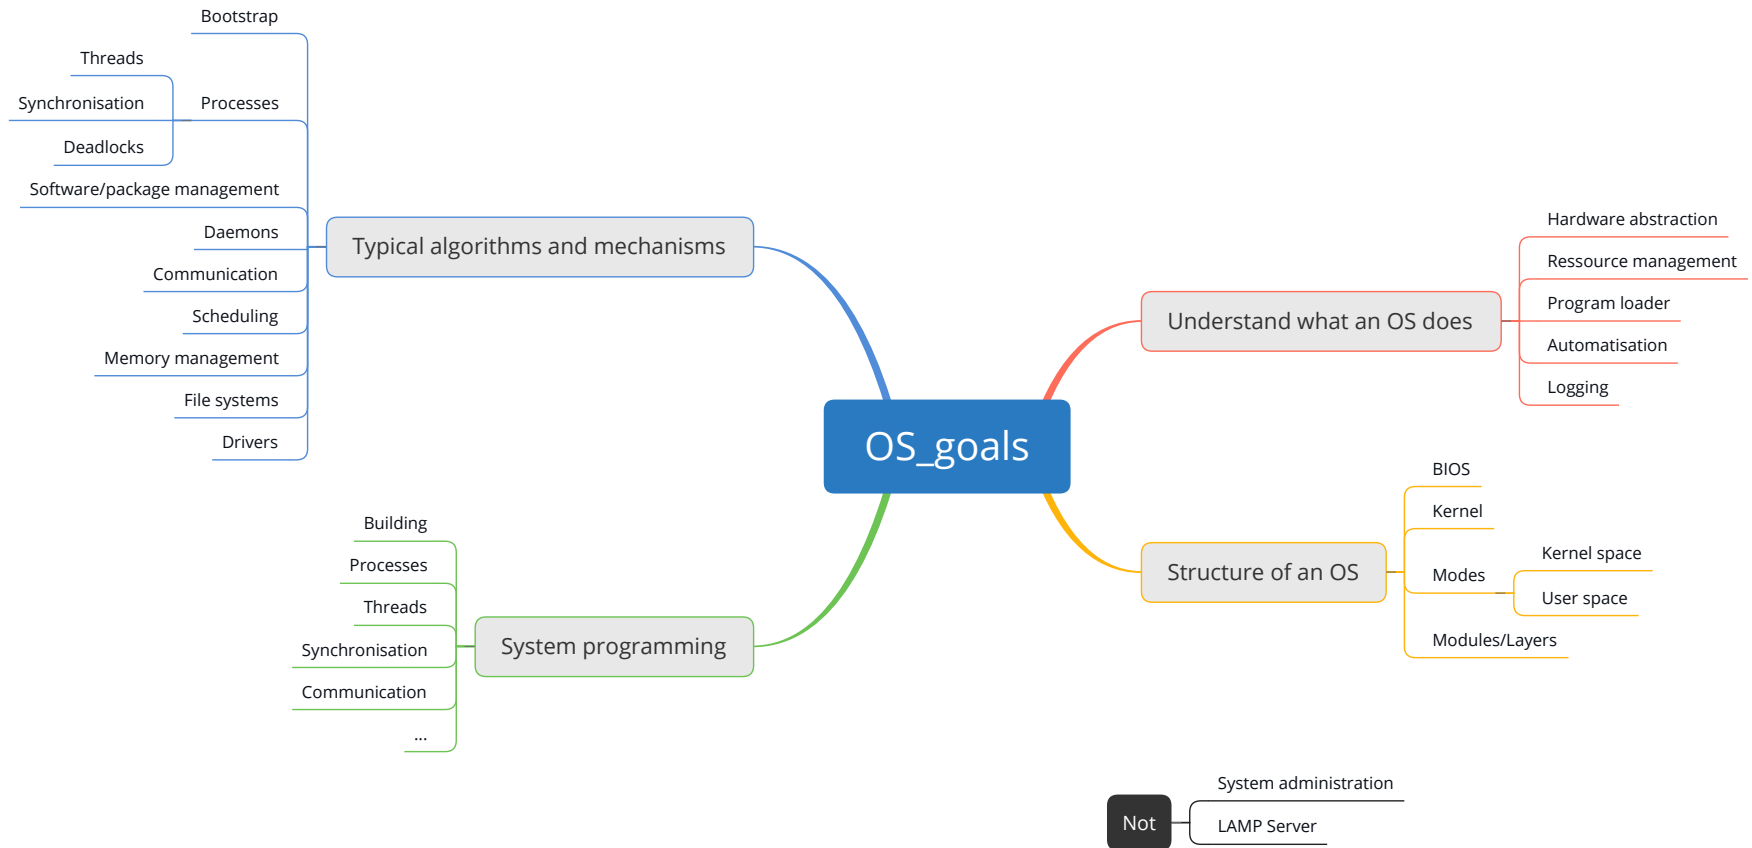 OS_goals
Understand what an OS does
Hardware abstraction
Ressource management
Program loader
Automatisation
Logging
Structure of an OS
BIOS
Kernel
Modes
Kernel space
User space
Modules/Layers
System programming
Building
Processes
Threads
Synchronisation
Communication
...
Typical algorithms and mechanisms
Bootstrap
Processes
Threads
Synchronisation
Deadlocks
Software/package management
Daemons
Communication
Scheduling
Memory management
File systems
Drivers
Not
System administration
LAMP Server